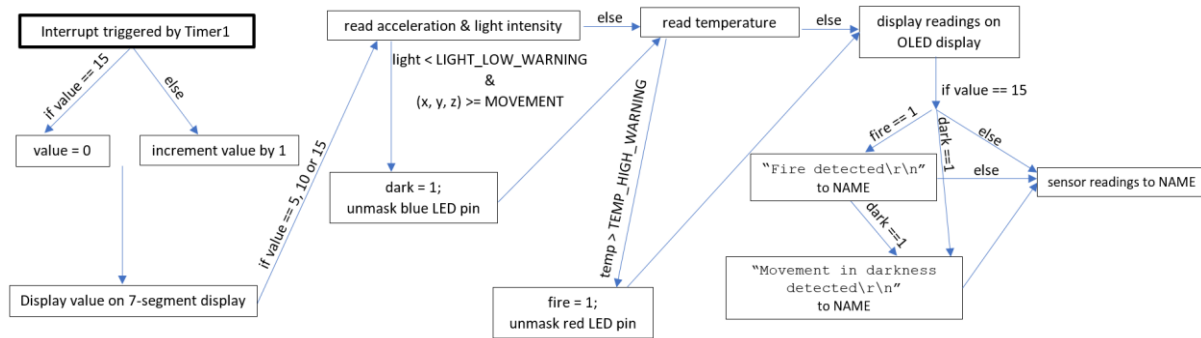 Interrupt triggered by Timer1
if value == 15
else
value = 0
increment value by 1
Display value on 7-segment display
if value == 5, 10 or 15
read acceleration & light intensity
else
light < LIGHT_LOW_WARNING
&
(x, y, z) >= MOVEMENT
dark = 1;
unmask blue LED pin
read temperature
else
temp > TEMP_HIGH_WARNING
fire = 1;
unmask red LED pin
display readings on
OLED display
if value == 15
fire == 1
dark ==1
else
“Fire detected\r\n”
to NAME
else
dark ==1
“Movement in darkness
detected\r\n”
to NAME
sensor readings to NAME